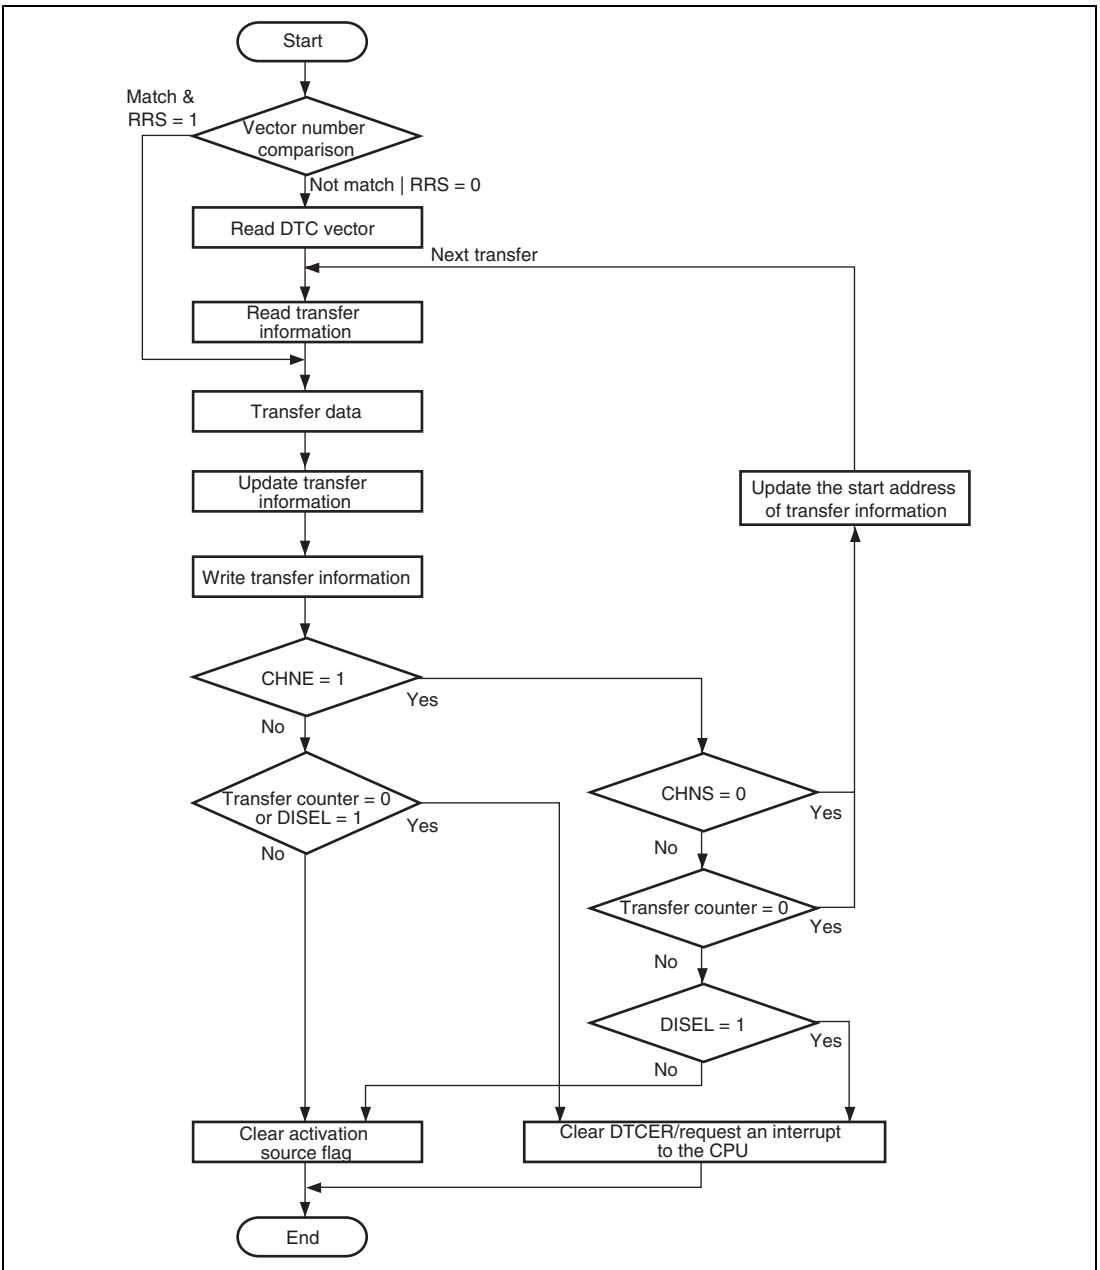 Start
Match &
RRS = 1
Vector number
comparison
Not match | RRS = 0
Read DTC vector
Next transfer
Read transfer
information
Transfer data
Update transfer
information
Update the start address
of transfer information
Write transfer information
CHNE = 1
Yes
No
Transfer counter = 0
or DISEL = 1
Yes
No
CHNS = 0
Yes
No
Transfer counter = 0
Yes
No
DISEL = 1
Yes
No
Clear activation
source flag
Clear DTCER/request an interrupt
to the CPU
End